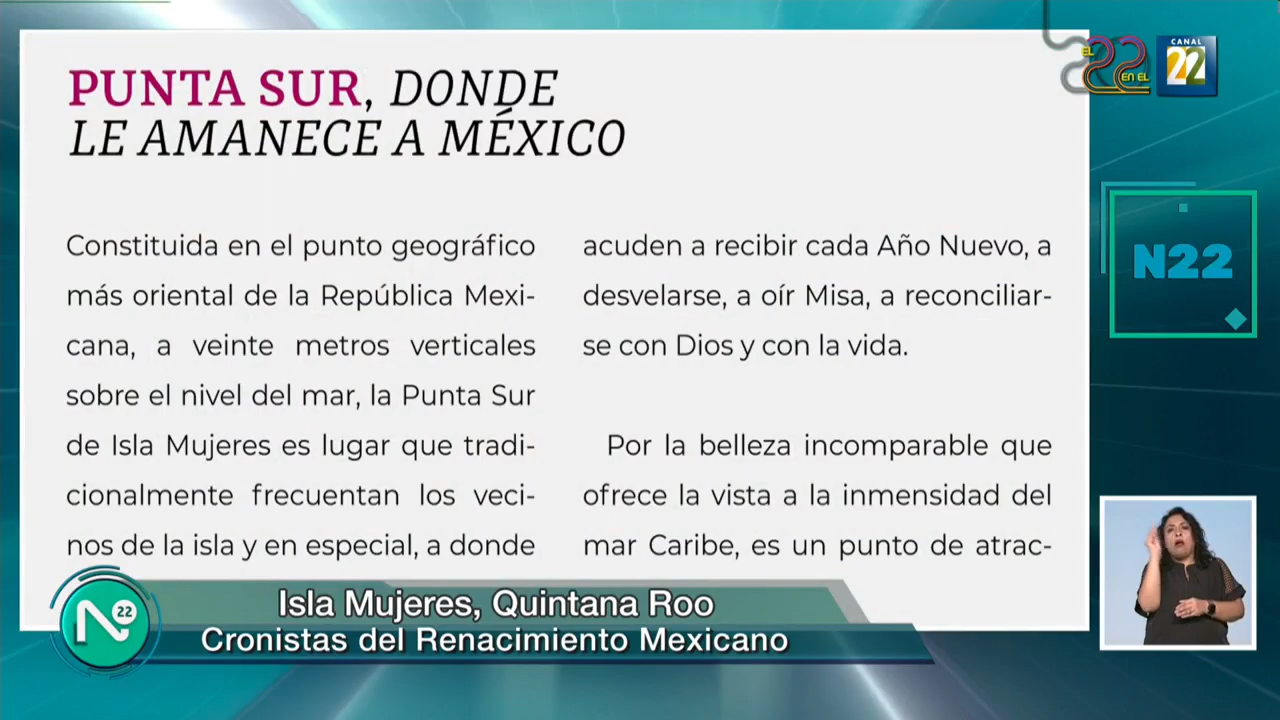 PUNTA SUR, DONDE
LE AMANECE A MÉXICO
Constituida en el punto geográfico
más oriental de la República Mexi-
cana, a veinte metros verticales
sobre el nivel del mar, la Punta Sur
de Isla Mujeres es lugar que tradi-
cionalmente frecuentan los veci-
nos de la isla y en especial, a donde
acuden a recibir cada Año Nuevo, a
desvelarse, a oír Misa, a reconciliar-
se con Dios y con la vida.
Por la belleza incomparable que
ofrece la vista a la inmensidad del
mar Caribe, es un punto de atrac-
EL 22 EN EL
CANAL 22
N22
N 22
Isla Mujeres, Quintana Roo
Cronistas del Renacimiento Mexicano